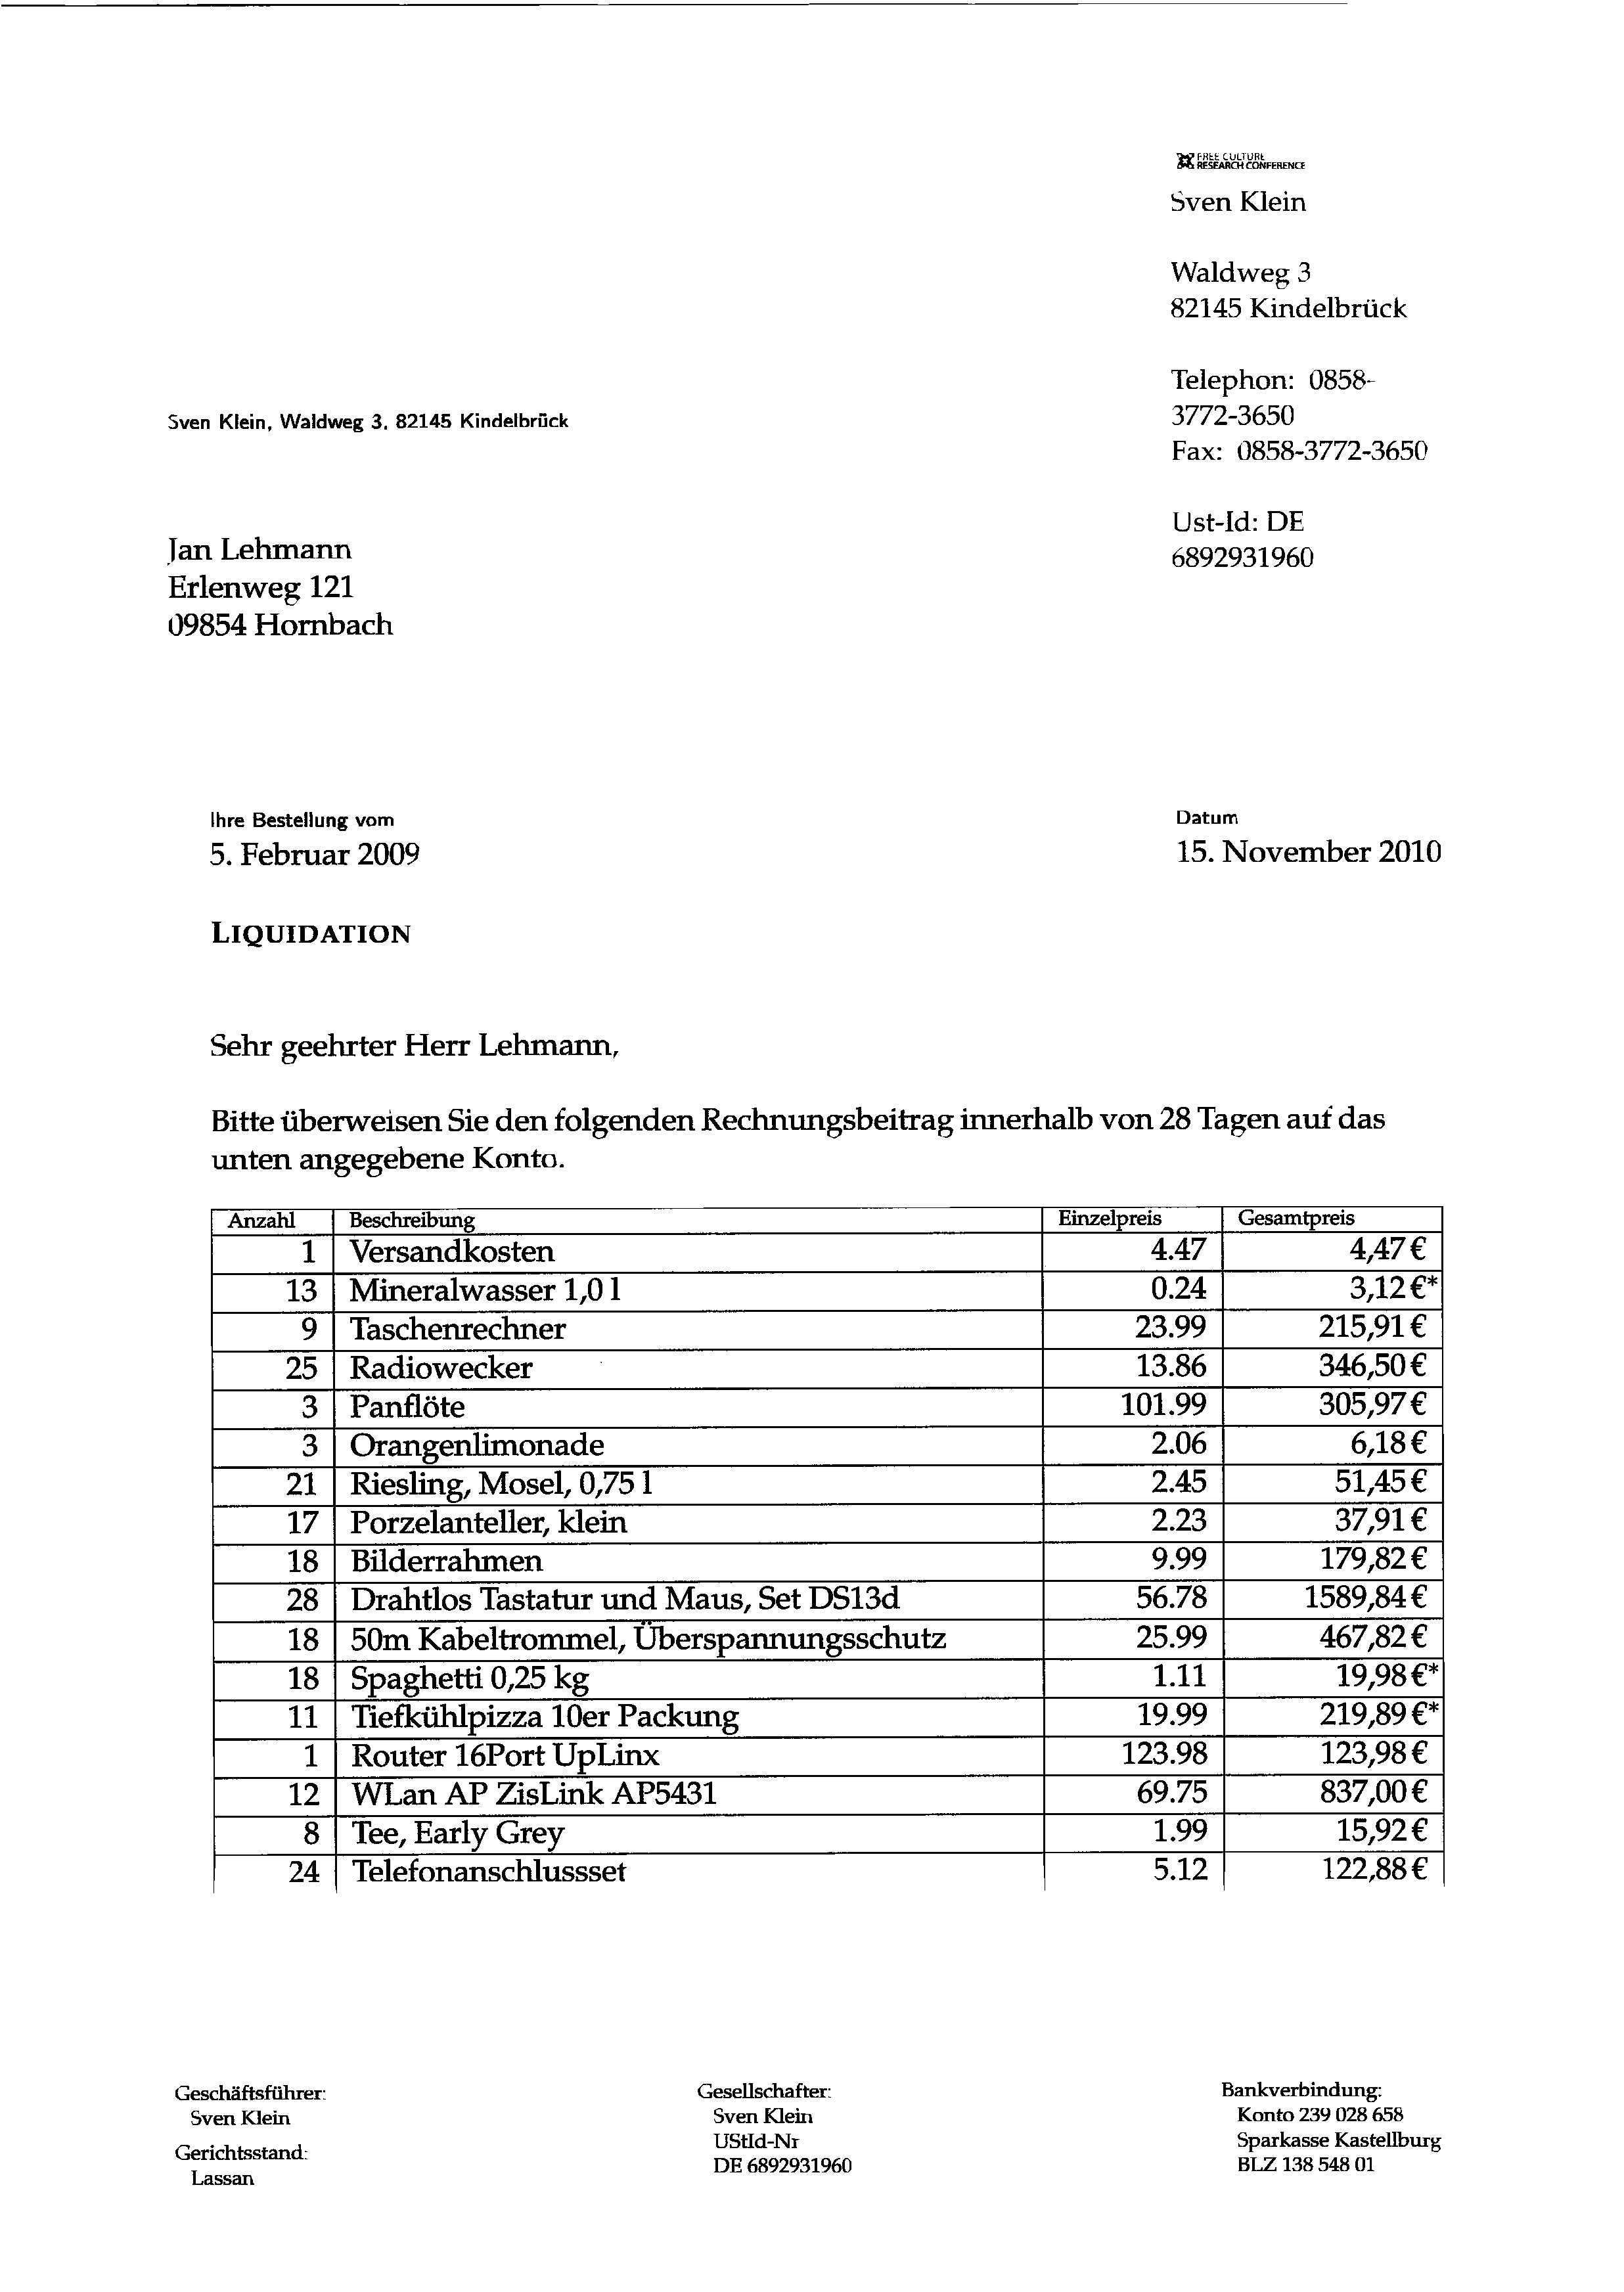 FREE CULTURE
RESEARCH CONFERENCE
Sven Klein
Waldweg 3
82145 Kindelbrück
Telephon: 0858-
3772-3650
Fax: 0858-3772-3650
Ust-Id: DE
6892931960
Sven Klein, Waldweg 3, 82145 Kindelbrück
Jan Lehmann
Erlenweg 121
09854 Hornbach
Ihre Bestellung vom
5. Februar 2009
Datum
15. November 2010
LIQUIDATION
Sehr geehrter Herr Lehmann,
Bitte überweisen Sie den folgenden Rechnungsbeitrag innerhalb von 28 Tagen auf das
unten angegebene Konto.
Anzahl Beschreibung Einzelpreis Gesamtpreis
1 Versandkosten 4.47 4,47 €
13 Mineralwasser 1,0 l 0.24 3,12 €*
9 Taschenrechner 23.99 215,91 €
25 Radiowecker 13.86 346,50 €
3 Panflöte 101.99 305,97 €
3 Orangenlimonade 2.06 6,18 €
21 Riesling, Mosel, 0,75 l 2.45 51,45 €
17 Porzelanteller, klein 2.23 37,91 €
18 Bilderrahmen 9.99 179,82 €
28 Drahtlos Tastatur und Maus, Set DS13d 56.78 1589,84 €
18 50m Kabeltrommel, Überspannungsschutz 25.99 467,82 €
18 Spaghetti 0,25 kg 1.11 19,98 €*
11 Tiefkühlpizza 10er Packung 19.99 219,89 €*
1 Router 16Port UpLinx 123.98 123,98 €
12 WLan AP ZisLink AP5431 69.75 837,00 €
8 Tee, Early Grey 1.99 15,92 €
24 Telefonanschlussset 5.12 122,88 €
Geschäftsführer:
Sven Klein
Gerichtsstand:
Lassan
Gesellschafter:
Sven Klein
UStId-Nr
DE 6892931960
Bankverbindung:
Konto 239 028 658
Sparkasse Kastellburg
BLZ 138 548 01